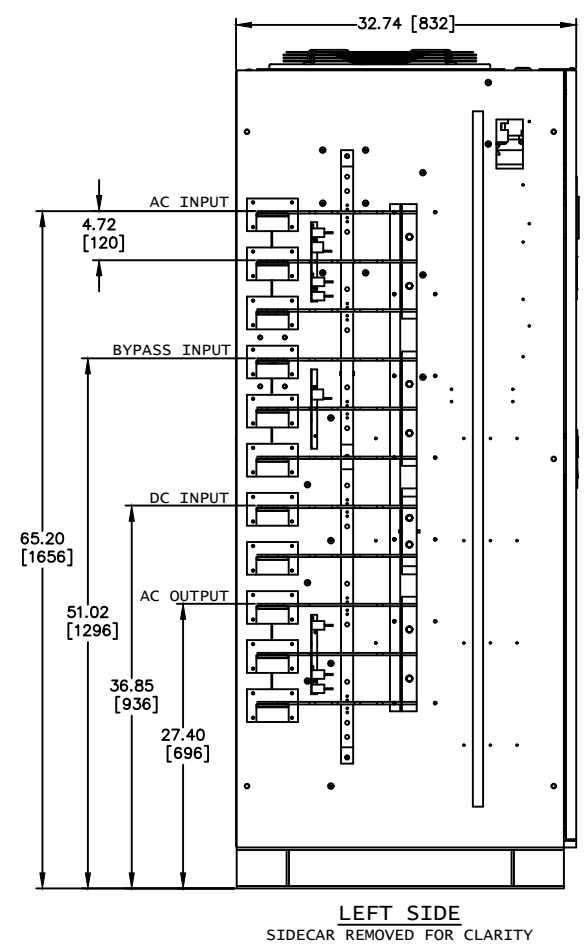 32.74 [832]
AC INPUT
4.72
[120]
BYPASS INPUT
DC INPUT
65.20
[1656]
AC OUTPUT
51.02
[1296]
36.85
[936]
27.40
[696]
LEFT SIDE
SIDECAR REMOVED FOR CLARITY